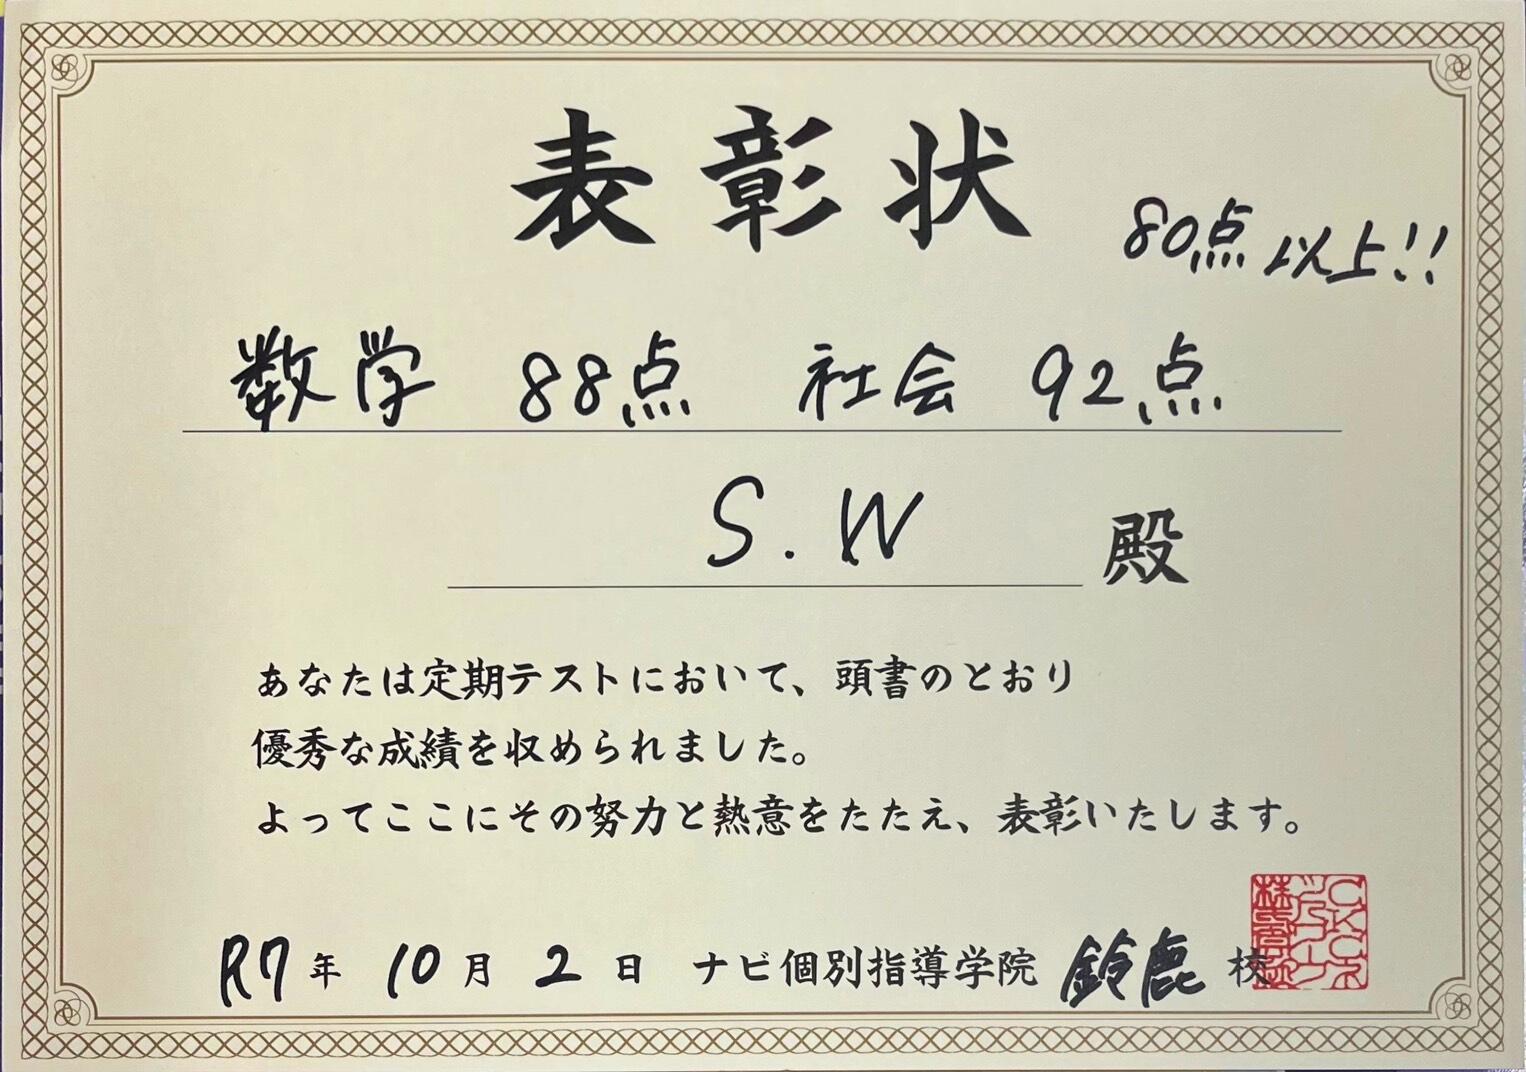 表彰状
80点以上!!
数学 88点 社会 92点
S.W 殿
あなたは定期テストにおいて、頭書のとおり
優秀な成績を収められました。
よってここにその努力と熱意をたたえ、表彰いたします。
R7年 10月 2日 ナビ個別指導学院 鈴鹿校